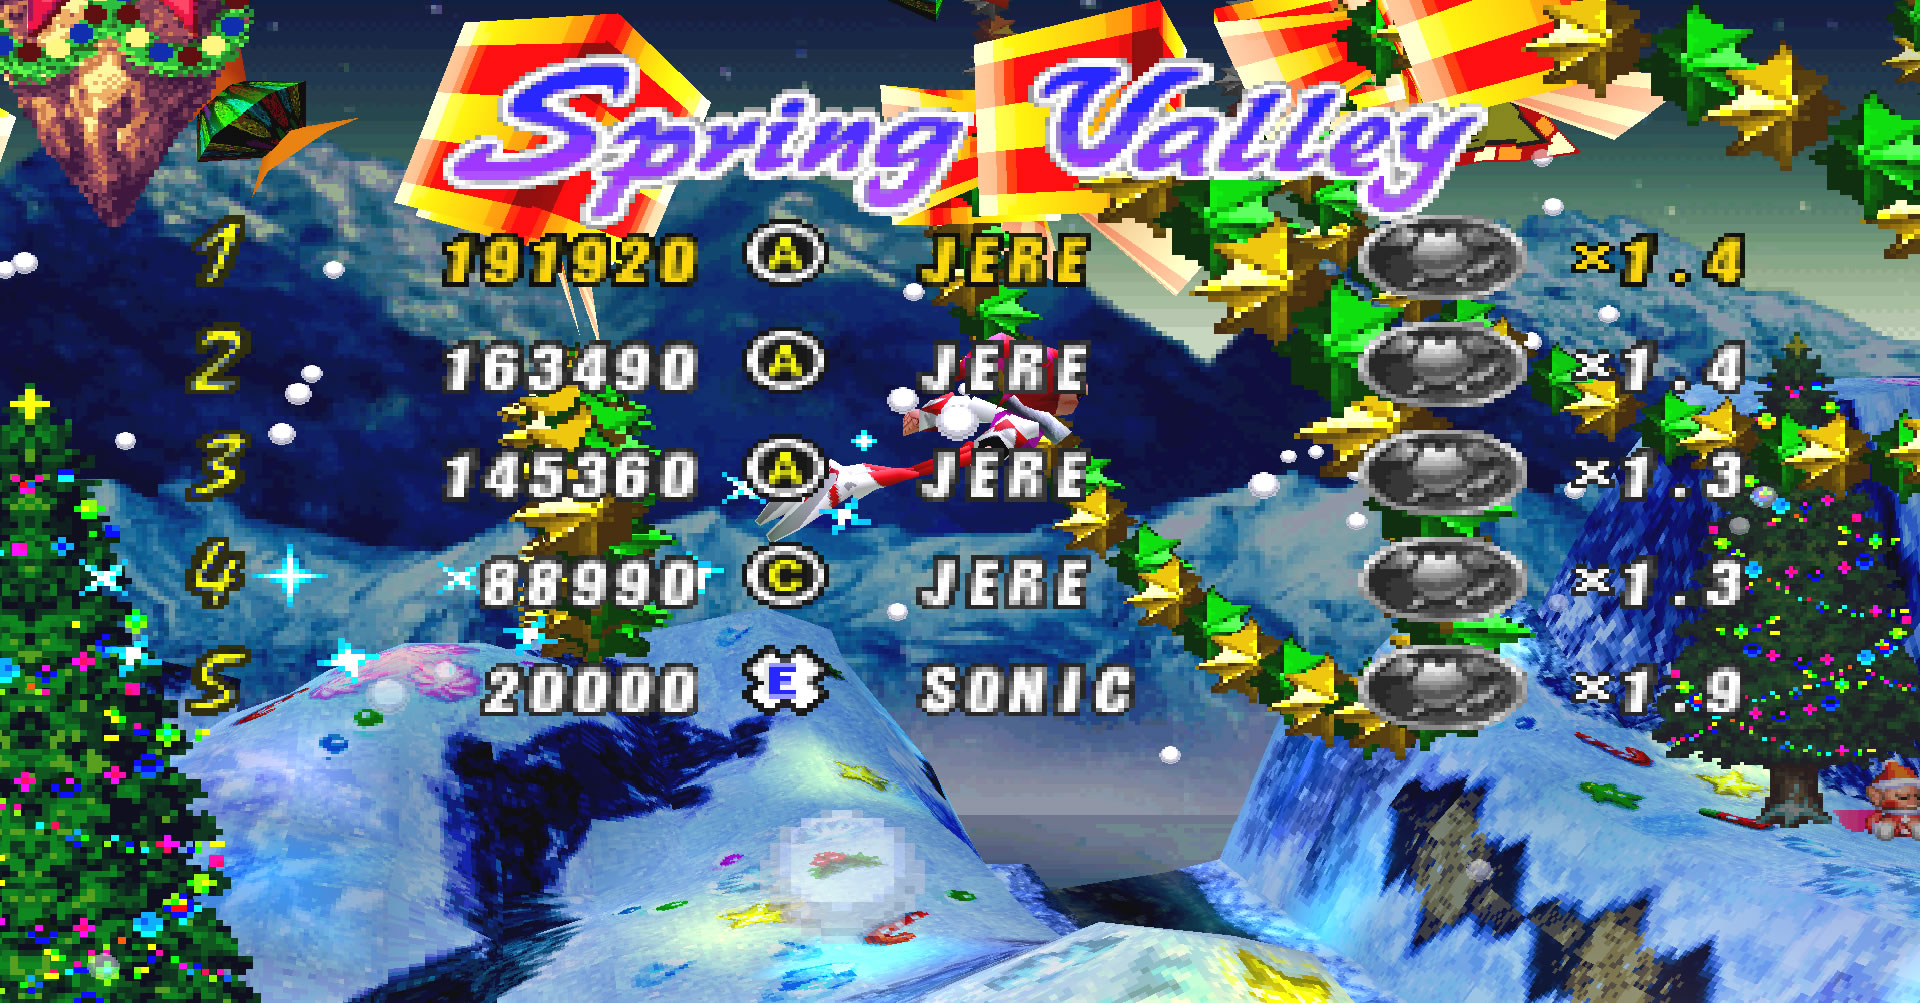 Spring Valley
1 191920 A JERE ×1.4
2 163490 A JERE ×1.4
3 145360 A JERE ×1.3
4 88990 C JERE ×1.3
5 20000 E SONIC ×1.9